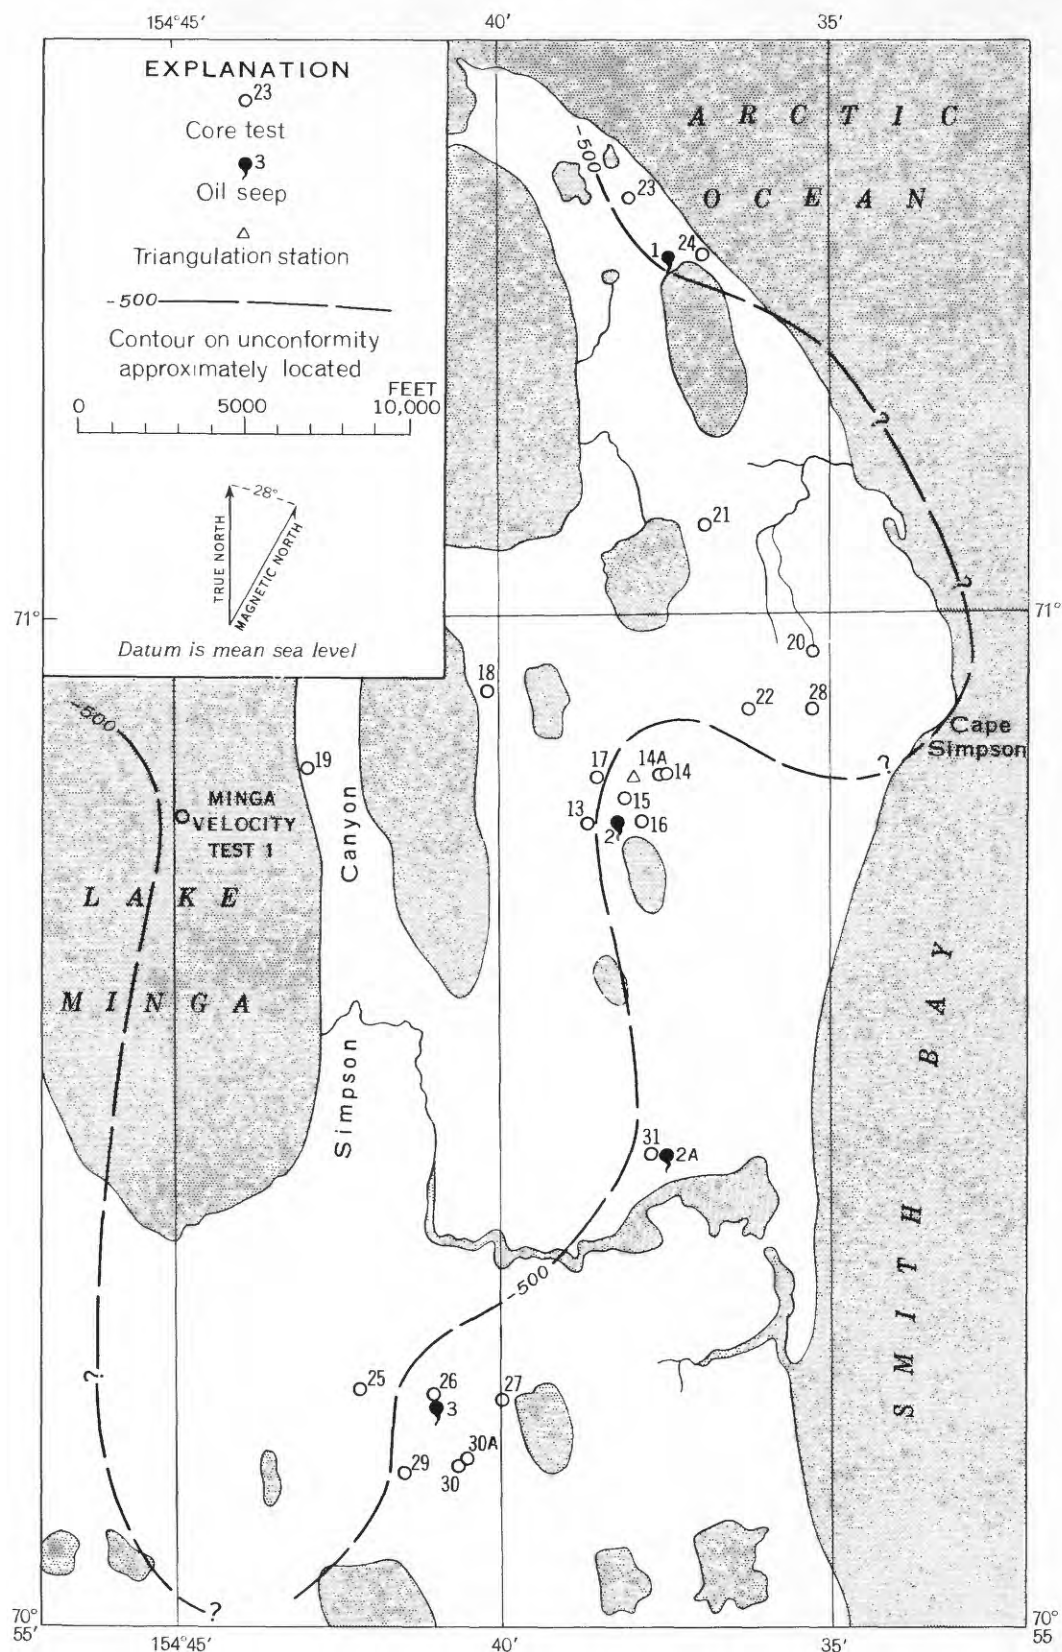 154°45' 40' 35'
EXPLANATION
23
Core test
3
Oil seep
Triangulation station
-500
Contour on unconformity
approximately located
FEET
0 5000 10,000
-28°-
TRUE NORTH
MAGNETIC NORTH
Datum is mean sea level
ARCTIC
OCEAN
-500
23
24
1
?
21
?
71° 71°
20
18
22 28
-500
Cape
Simpson
?
19
17 14A 14
MINGA
VELOCITY
TEST 1
15
13 2 16
Simpson Canyon
LAKE
MINGA
SMITH BAY
31
2A
-500
?
25 26 27
3
30A
29
30
?
70°
55'
70°
55'
154°45' 40' 35'